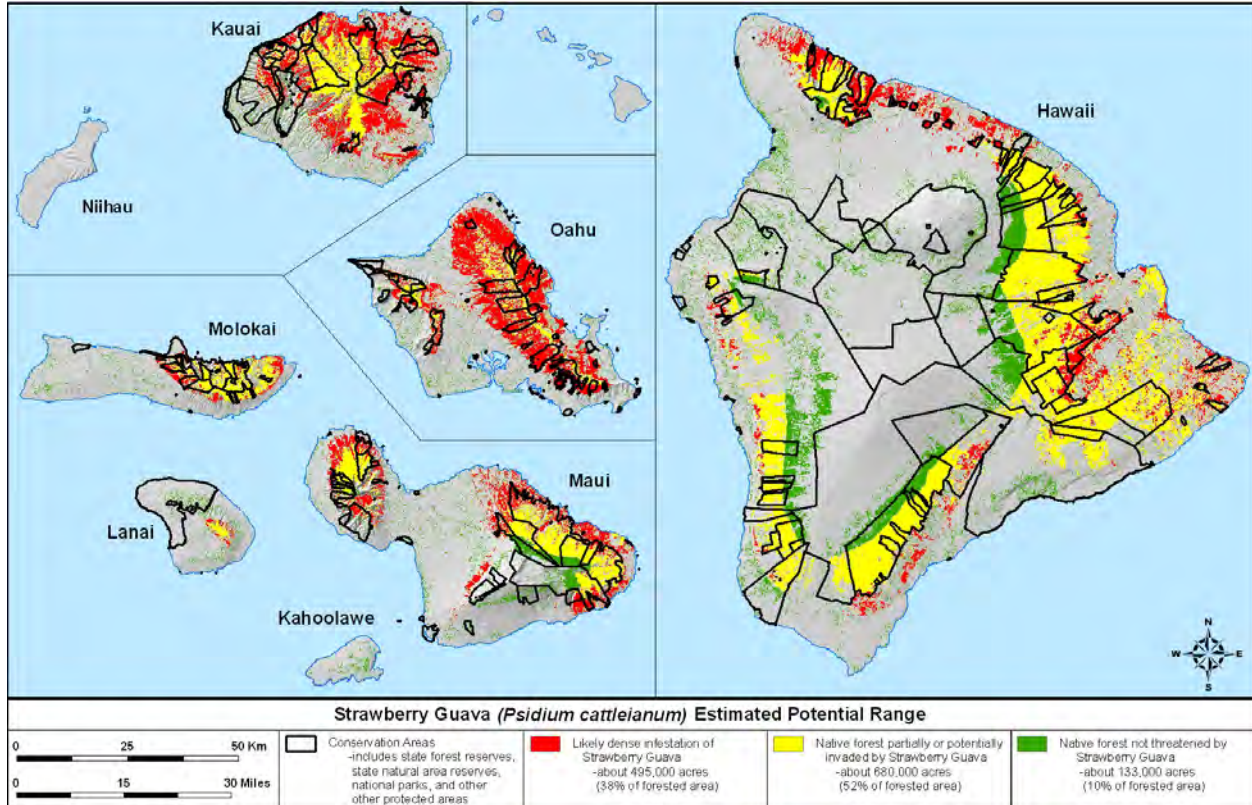 Kauai
Niihau
Oahu
Molokai
Lanai
Maui
Kahoolawe
Hawaii
N
W E
S
Strawberry Guava (Psidium cattleianum) Estimated Potential Range
0 25 50 Km
0 15 30 Miles
Conservation Areas
-includes state forest reserves,
state natural area reserves,
national parks, and other
other protected areas
Likely dense infestation of
Strawberry Guava
-about 495,000 acres
(38% of forested area)
Native forest partially or potentially
invaded by Strawberry Guava
-about 680,000 acres
(52% of forested area)
Native forest not threatened by
Strawberry Guava
-about 133,000 acres
(10% of forested area)